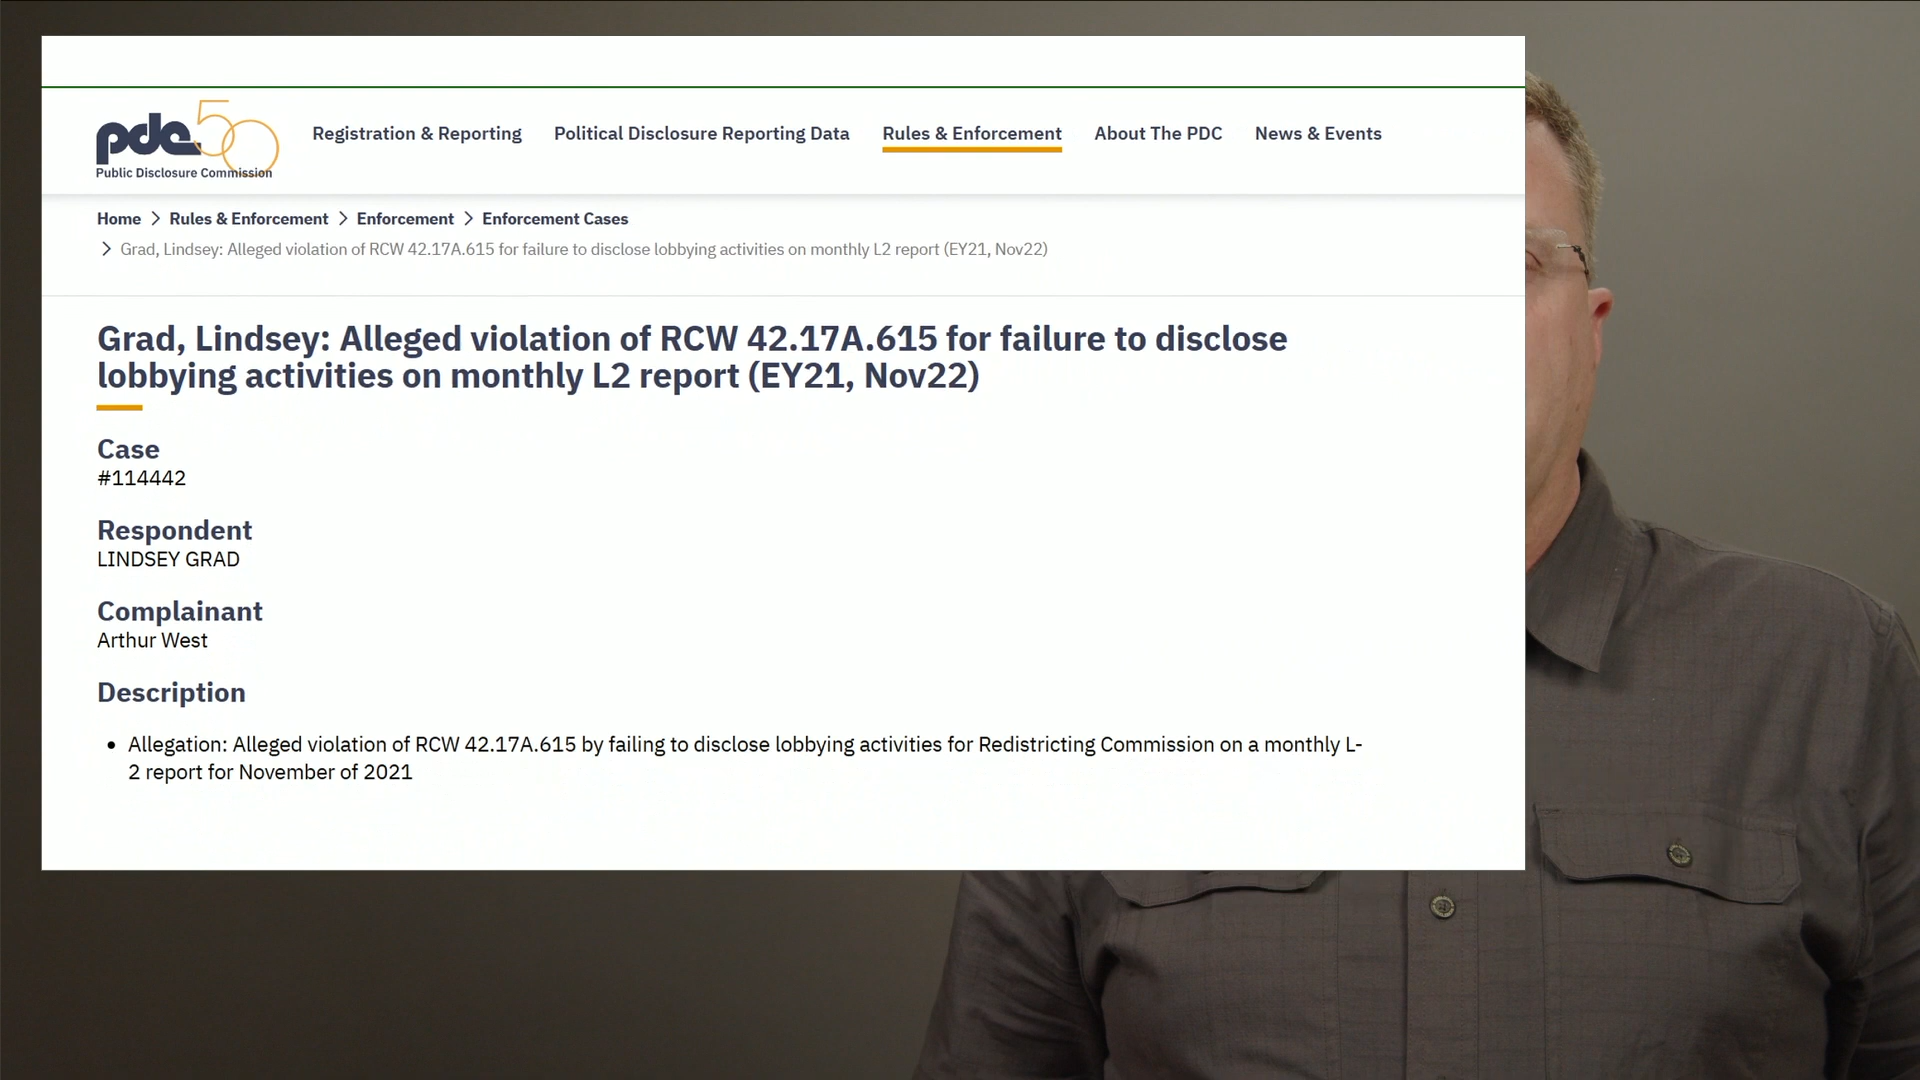 pdc 50
Public Disclosure Commission
Registration & Reporting
Political Disclosure Reporting Data
Rules & Enforcement
About The PDC
News & Events
Home > Rules & Enforcement > Enforcement > Enforcement Cases
> Grad, Lindsey: Alleged violation of RCW 42.17A.615 for failure to disclose lobbying activities on monthly L2 report (EY21, Nov22)
Grad, Lindsey: Alleged violation of RCW 42.17A.615 for failure to disclose
lobbying activities on monthly L2 report (EY21, Nov22)
Case
#114442
Respondent
LINDSEY GRAD
Complainant
Arthur West
Description
• Allegation: Alleged violation of RCW 42.17A.615 by failing to disclose lobbying activities for Redistricting Commission on a monthly L-
2 report for November of 2021